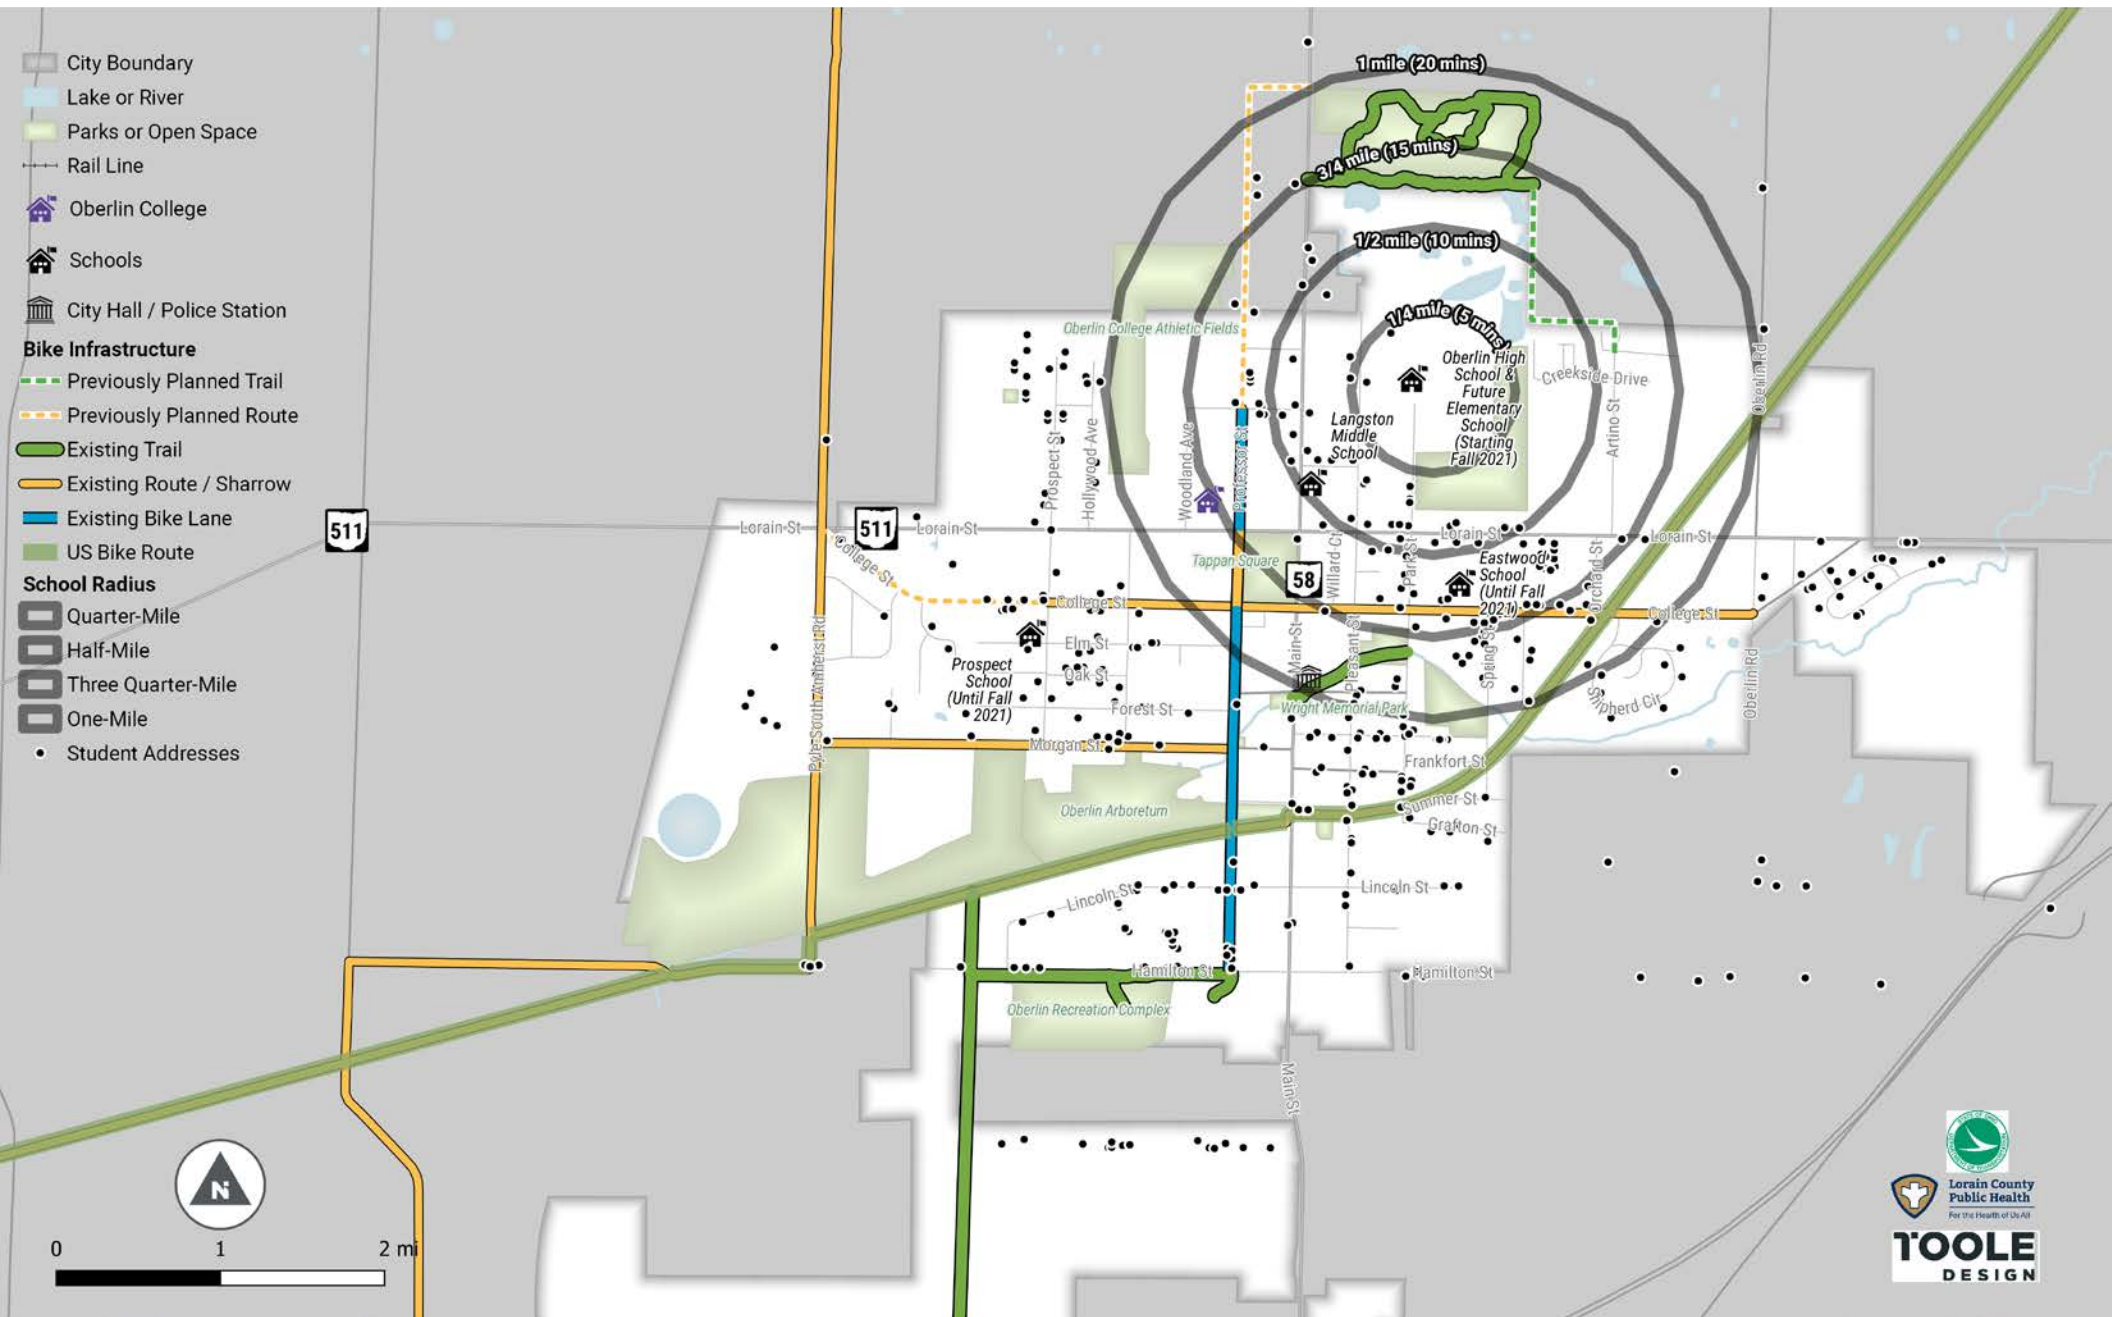 City Boundary
Lake or River
Parks or Open Space
Rail Line
Oberlin College
Schools
City Hall / Police Station
Bike Infrastructure
Previously Planned Trail
Previously Planned Route
Existing Trail
Existing Route / Sharrow
Existing Bike Lane
US Bike Route
School Radius
Quarter-Mile
Half-Mile
Three Quarter-Mile
One-Mile
Student Addresses
1 mile (20 mins)
3/4 mile (15 mins)
1/2 mile (10 mins)
1/4 mile (5 mins)
Oberlin College Athletic Fields
Oberlin High
School &
Future
Elementary
School
(Starting
Fall 2021)
Creekside Drive
Oberlin Rd
Artino St
Langston
Middle
School
Prospect St
Hollywood Ave
Woodland Ave
Professor St
511
Lorain St
511
Lorain St
Lorain St
Lorain St
College St
Tappan Square
58
Willard Ct
Park St
Eastwood
School
(Until Fall
2021)
Orchard St
College St
College St
Pyle South Amherst Rd
Elm St
Oak St
Prospect
School
(Until Fall
2021)
Forest St
Main St
Pleasant St
Spring St
Shipherd Cir
Oberlin Rd
Wright Memorial Park
Morgan St
Frankfort St
Oberlin Arboretum
Summer St
Grafton St
Lincoln St
Lincoln St
Hamilton St
Hamilton St
Oberlin Recreation Complex
Main St
N
0 1 2 mi
Lorain County
Public Health
For the Health of Us All
TOOLE
DESIGN